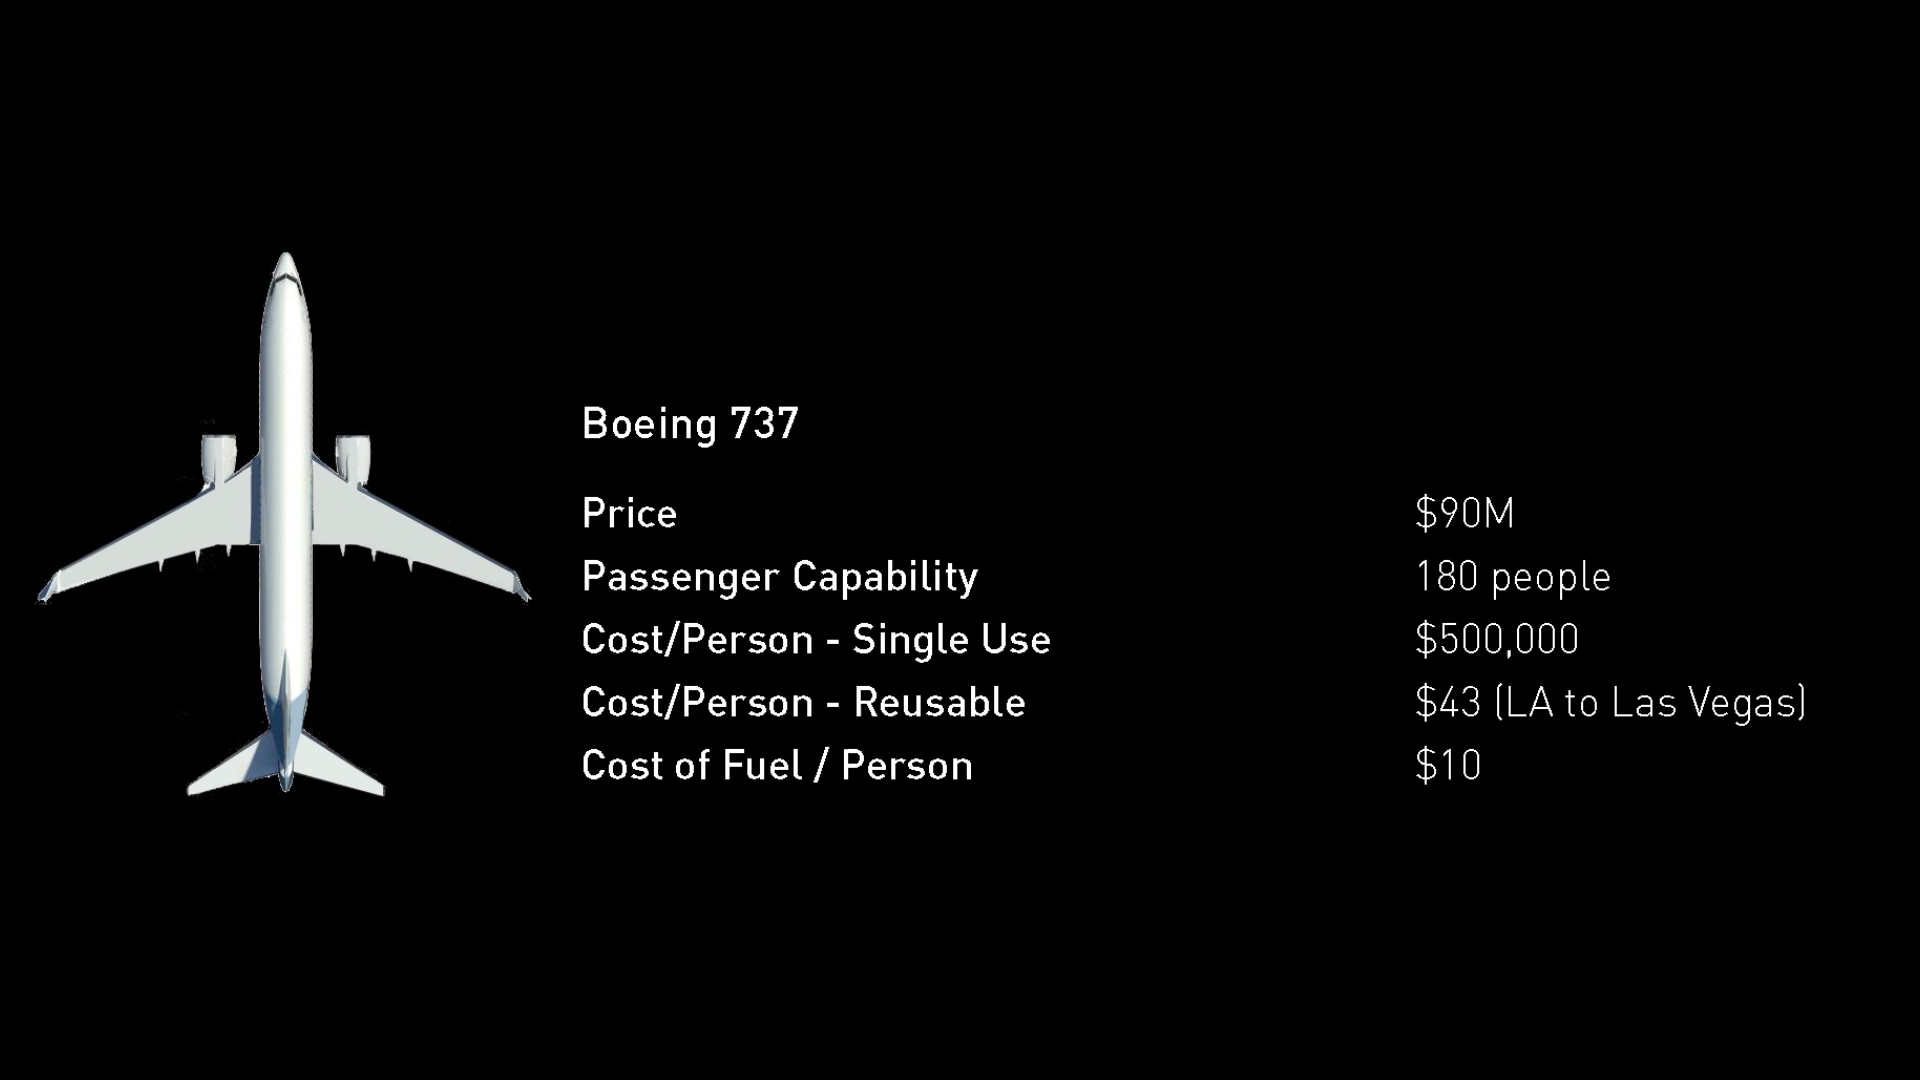 Boeing 737
Price $90M
Passenger Capability 180 people
Cost/Person - Single Use $500,000
Cost/Person - Reusable $43 (LA to Las Vegas)
Cost of Fuel / Person $10